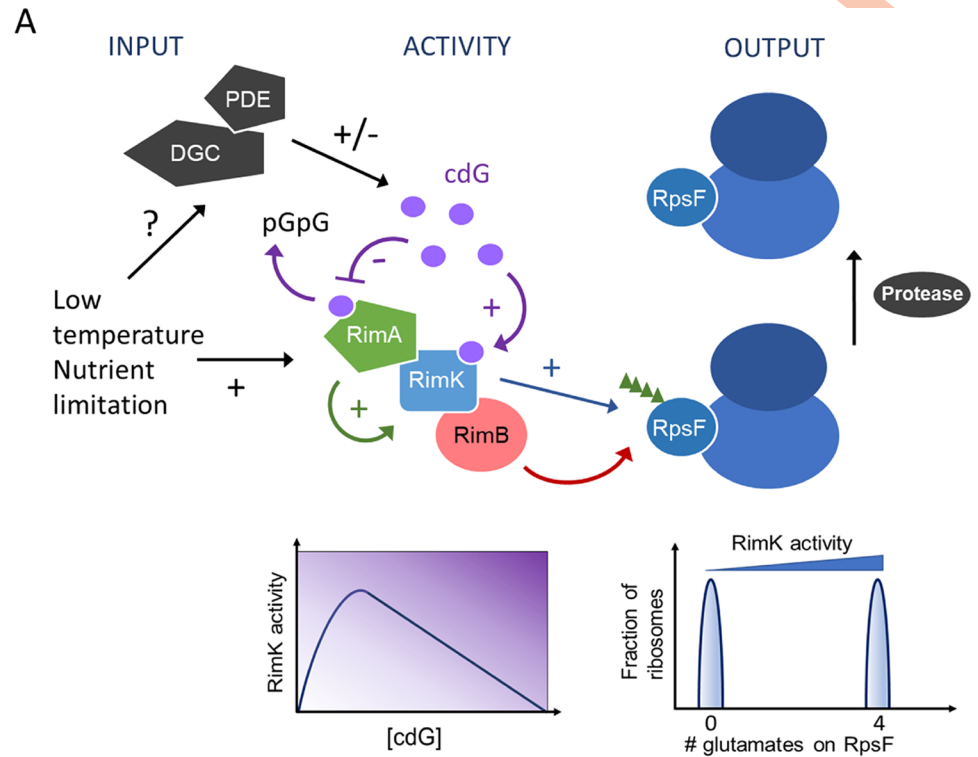 A
INPUT
ACTIVITY
OUTPUT
PDE
DGC
+/-
cdG
RpsF
?
pGpG
-
+
Protease
Low
temperature
Nutrient
limitation
+
RimA
RimK
+
+
RimB
RpsF
RimK activity
[cdG]
RimK activity
Fraction of
ribosomes
0
4
# glutamates on RpsF